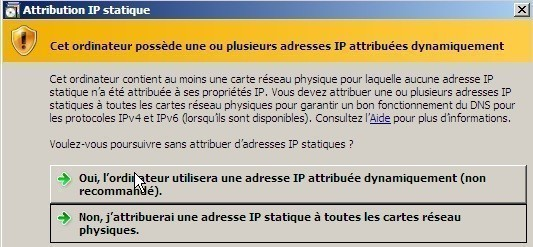 Attribution IP statique
Cet ordinateur possède une ou plusieurs adresses IP attribuées dynamiquement
Cet ordinateur contient au moins une carte réseau physique pour laquelle aucune adresse IP
statique n'a été attribuée à ses propriétés IP. Vous devez attribuer une ou plusieurs adresses IP
statiques à toutes les cartes réseau physiques pour garantir un bon fonctionnement du DNS pour
les protocoles IPv4 et IPv6 (lorsqu'ils sont disponibles). Consultez l'Aide pour plus d'informations.
Voulez-vous poursuivre sans attribuer d'adresses IP statiques ?
Oui, l'ordinateur utilisera une adresse IP attribuée dynamiquement (non
recommandé).
Non, j'attribuerai une adresse IP statique à toutes les cartes réseau
physiques.